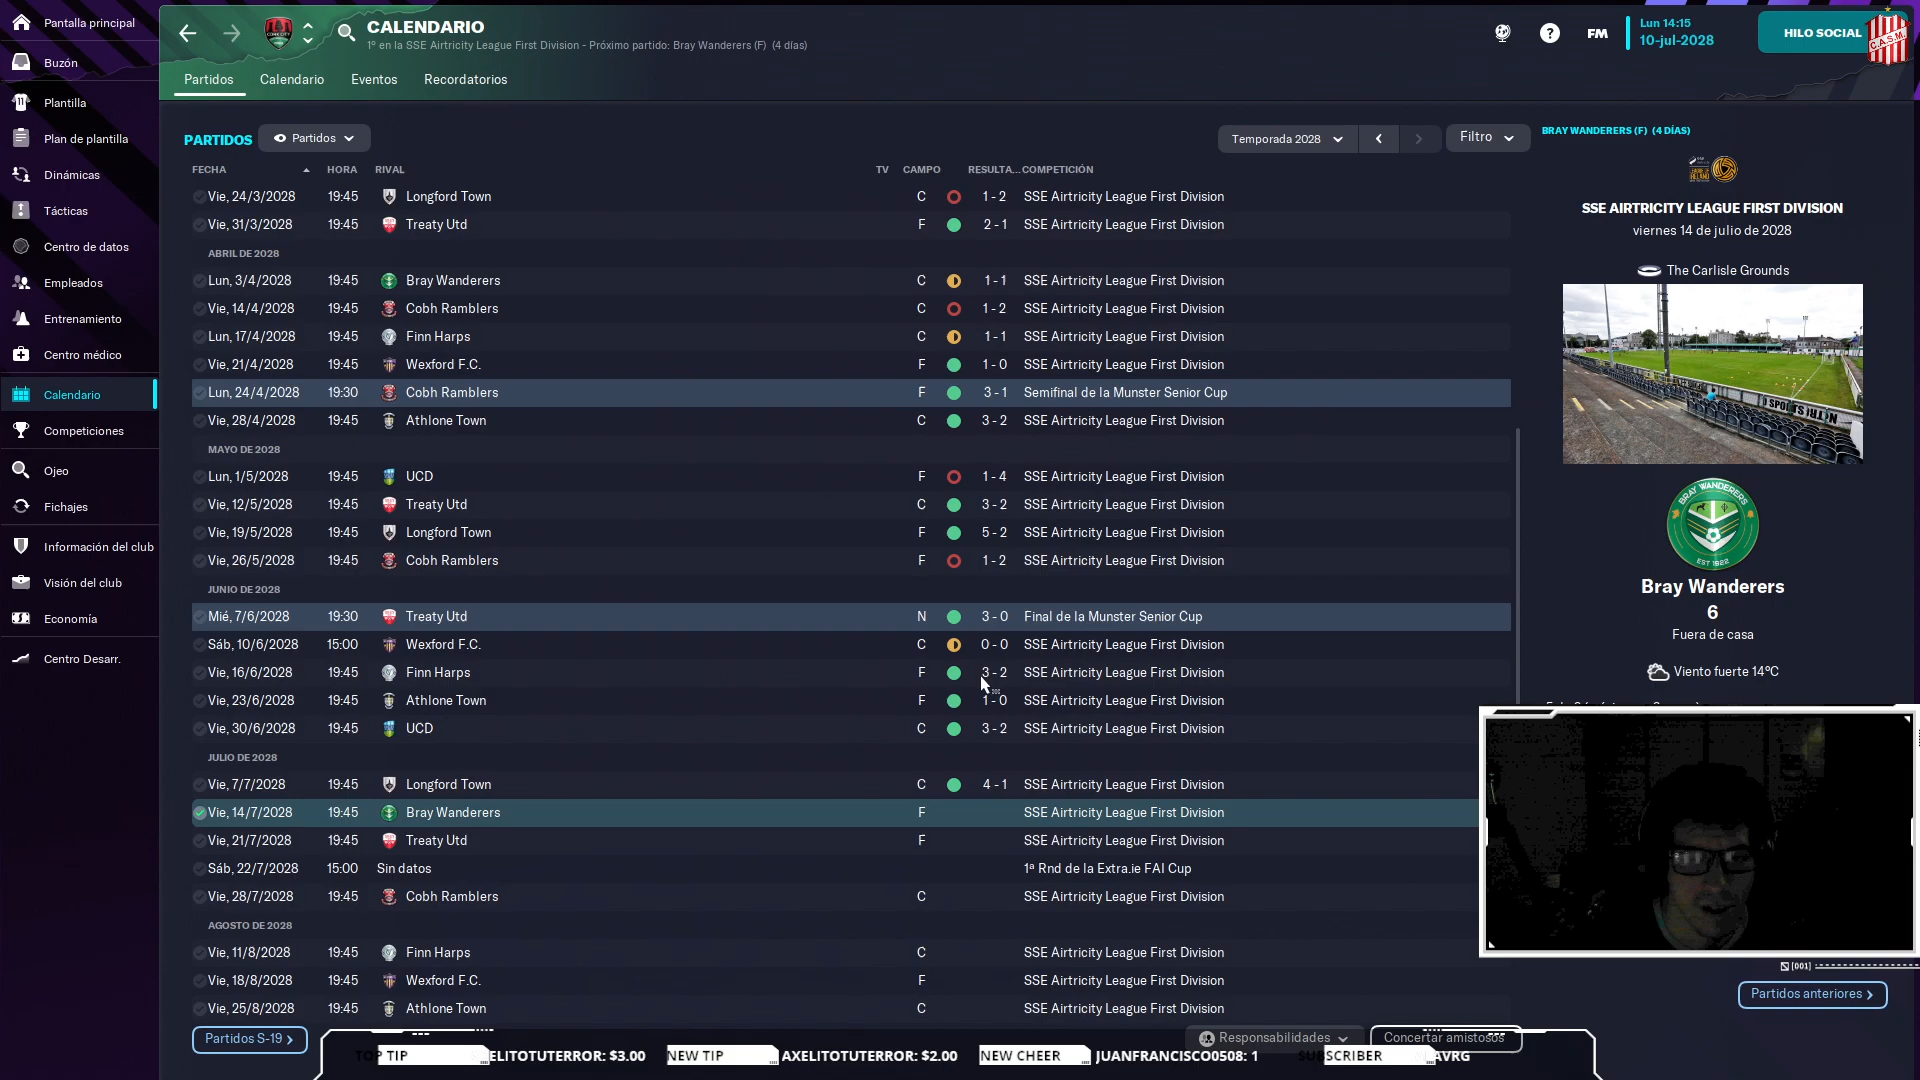 Pantalla principal
Buzón
Plantilla
Plan de plantilla
Dinámicas
Tácticas
Centro de datos
Empleados
Entrenamiento
Centro médico
Calendario
Competiciones
Ojeo
Fichajes
Información del club
Visión del club
Economía
Centro Desarr.
CALENDARIO
1º en la SSE Airtricity League First Division - Próximo partido: Bray Wanderers (F) (4 días)
FM
Lun 14:15
10-jul-2028
HILO SOCIAL
C.A.S.M.
Partidos Calendario Eventos Recordatorios
PARTIDOS Partidos
Temporada 2028
Filtro
FECHA HORA RIVAL TV CAMPO RESULTA... COMPETICIÓN
Vie, 24/3/2028 19:45 Longford Town C 1 - 2 SSE Airtricity League First Division
Vie, 31/3/2028 19:45 Treaty Utd F 2 - 1 SSE Airtricity League First Division
ABRIL DE 2028
Lun, 3/4/2028 19:45 Bray Wanderers C 1 - 1 SSE Airtricity League First Division
Vie, 14/4/2028 19:45 Cobh Ramblers C 1 - 2 SSE Airtricity League First Division
Lun, 17/4/2028 19:45 Finn Harps C 1 - 1 SSE Airtricity League First Division
Vie, 21/4/2028 19:45 Wexford F.C. F 1 - 0 SSE Airtricity League First Division
Lun, 24/4/2028 19:30 Cobh Ramblers F 3 - 1 Semifinal de la Munster Senior Cup
Vie, 28/4/2028 19:45 Athlone Town C 3 - 2 SSE Airtricity League First Division
MAYO DE 2028
Lun, 1/5/2028 19:45 UCD F 1 - 4 SSE Airtricity League First Division
Vie, 12/5/2028 19:45 Treaty Utd C 3 - 2 SSE Airtricity League First Division
Vie, 19/5/2028 19:45 Longford Town F 5 - 2 SSE Airtricity League First Division
Vie, 26/5/2028 19:45 Cobh Ramblers F 1 - 2 SSE Airtricity League First Division
JUNIO DE 2028
Mié, 7/6/2028 19:30 Treaty Utd N 3 - 0 Final de la Munster Senior Cup
Sáb, 10/6/2028 15:00 Wexford F.C. C 0 - 0 SSE Airtricity League First Division
Vie, 16/6/2028 19:45 Finn Harps F 3 - 2 SSE Airtricity League First Division
Vie, 23/6/2028 19:45 Athlone Town F 1 - 0 SSE Airtricity League First Division
Vie, 30/6/2028 19:45 UCD C 3 - 2 SSE Airtricity League First Division
JULIO DE 2028
Vie, 7/7/2028 19:45 Longford Town C 4 - 1 SSE Airtricity League First Division
Vie, 14/7/2028 19:45 Bray Wanderers F SSE Airtricity League First Division
Vie, 21/7/2028 19:45 Treaty Utd F SSE Airtricity League First Division
Sáb, 22/7/2028 15:00 Sin datos 1ª Rnd de la Extra.ie FAI Cup
Vie, 28/7/2028 19:45 Cobh Ramblers C SSE Airtricity League First Division
AGOSTO DE 2028
Vie, 11/8/2028 19:45 Finn Harps C SSE Airtricity League First Division
Vie, 18/8/2028 19:45 Wexford F.C. F SSE Airtricity League First Division
Vie, 25/8/2028 19:45 Athlone Town C SSE Airtricity League First Division
BRAY WANDERERS (F) (4 DÍAS)
SSE AIRTRICITY LEAGUE FIRST DIVISION
viernes 14 de julio de 2028
The Carlisle Grounds
BRAY WANDERERS
EST 1922
Bray Wanderers
6
Fuera de casa
Viento fuerte 14ºC
[001]
Partidos anteriores
Partidos S-19
Responsabilidades
Concertar amistosos
TOP TIP ELITOTUTERROR: $3.00 NEW TIP AXELITOTUTERROR: $2.00 NEW CHEER JUANFRANCISCO0508: 1 SUBSCRIBER AVRG